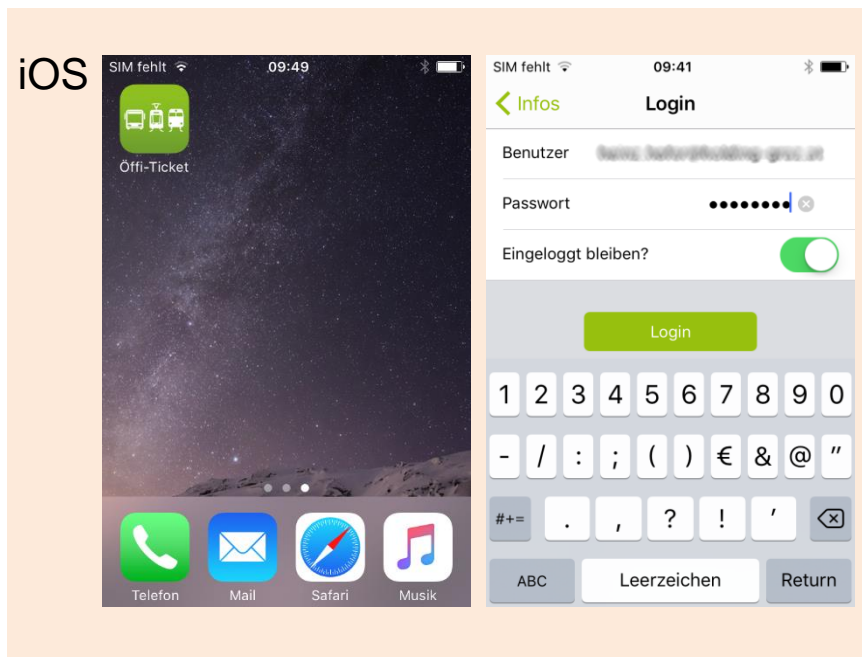 iOS
SIM fehlt 09:49
Öffi-Ticket
Telefon Mail Safari Musik
SIM fehlt 09:41
Infos Login
Benutzer
Passwort
Eingeloggt bleiben?
Login
1 2 3 4 5 6 7 8 9 0
- / : ; ( ) € & @ "
#+= . , ? ! '
ABC Leerzeichen Return